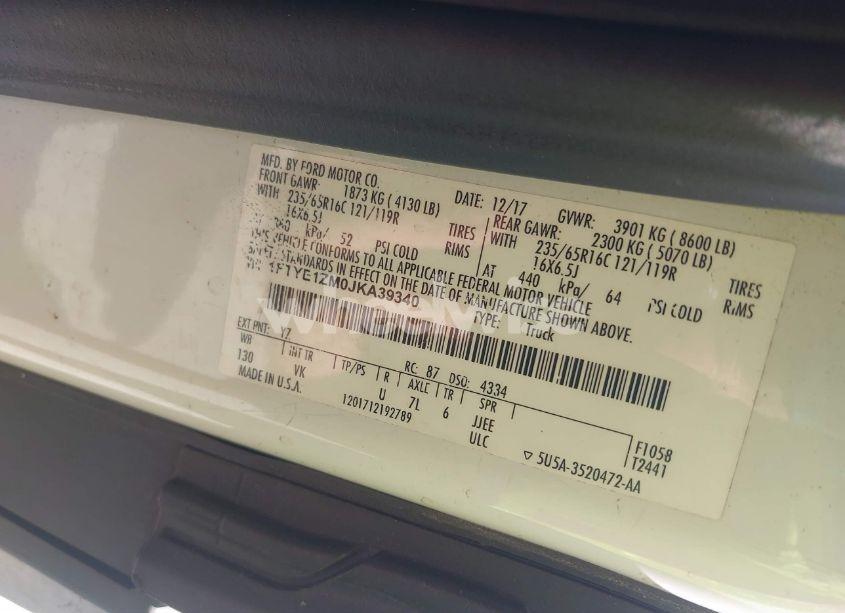 MFD. BY FORD MOTOR CO. DATE: 12/17 GVWR: 3901 KG ( 8600 LB)
FRONT GAWR: 1873 KG ( 4130 LB) REAR GAWR: 2300 KG ( 5070 LB)
WITH 235/65R16C 121/119R TIRES WITH 235/65R16C 121/119R TIRES
16X6.5J RIMS 16X6.5J RIMS
kPa/ 52 PSI COLD AT 440 kPa/ 64 PSI COLD
THIS VEHICLE CONFORMS TO ALL APPLICABLE FEDERAL MOTOR VEHICLE
STANDARDS IN EFFECT ON THE DATE OF MANUFACTURE SHOWN ABOVE.
1FTYE1ZM0JKA39340 TYPE: Truck
EXT PNT: YZ RC: 87 DSO: 4334
WB INT TR TP/PS R AXLE TR SPR
130 VK U 7L 6 JJEE
MADE IN U.S.A. 1201712192789 ULC
F1058
T2441
▽ 5U5A-3520472-AA